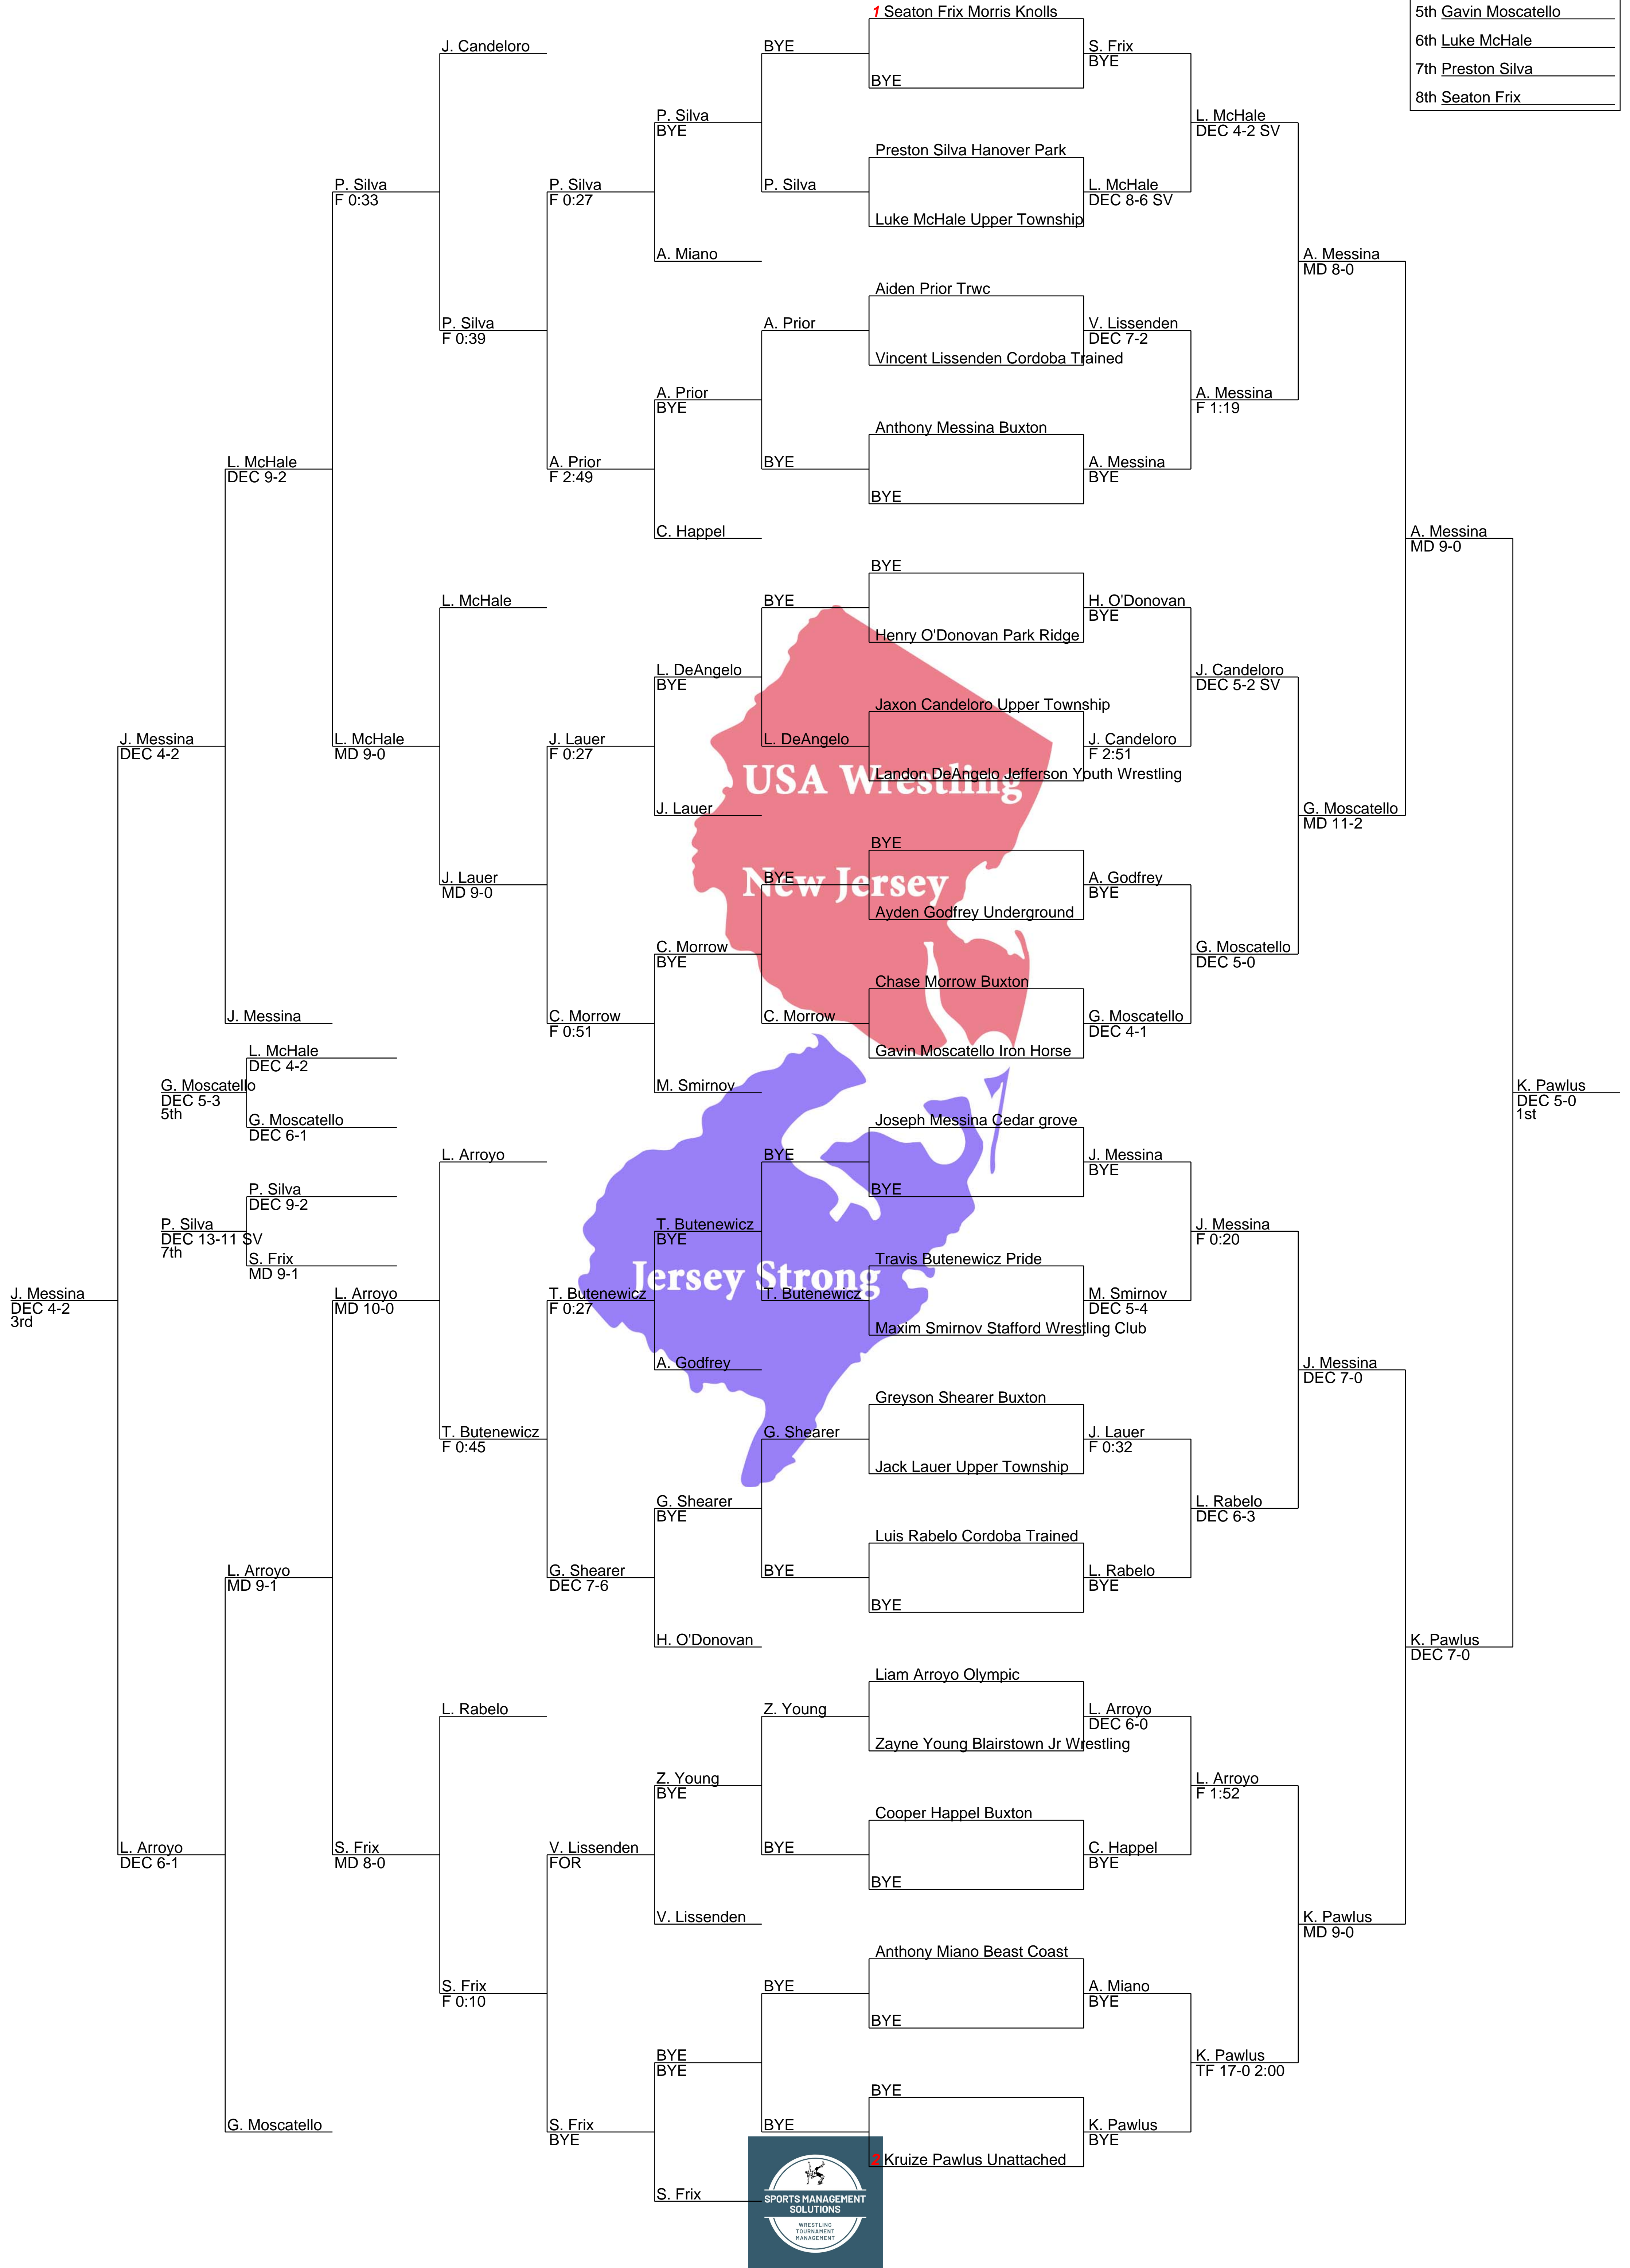 5th Gavin Moscatello
6th Luke McHale
7th Preston Silva
8th Seaton Frix
J. Messina
DEC 4-2
3rd
J. Messina
DEC 4-2
L. Arroyo
DEC 6-1
G. Moscatello
DEC 5-3
5th
P. Silva
DEC 13-11 SV
7th
L. McHale
DEC 9-2
J. Messina
L. McHale
DEC 4-2
G. Moscatello
DEC 6-1
P. Silva
DEC 9-2
S. Frix
MD 9-1
L. Arroyo
MD 9-1
G. Moscatello
P. Silva
F 0:33
L. McHale
MD 9-0
L. Arroyo
MD 10-0
S. Frix
MD 8-0
J. Candeloro
P. Silva
F 0:39
L. McHale
J. Lauer
MD 9-0
L. Arroyo
T. Butenewicz
F 0:45
L. Rabelo
S. Frix
F 0:10
P. Silva
F 0:27
A. Prior
F 2:49
J. Lauer
F 0:27
C. Morrow
F 0:51
T. Butenewicz
F 0:27
G. Shearer
DEC 7-6
V. Lissenden
FOR
S. Frix
BYE
P. Silva
BYE
A. Miano
A. Prior
BYE
C. Happel
L. DeAngelo
BYE
J. Lauer
C. Morrow
BYE
M. Smirnov
T. Butenewicz
BYE
A. Godfrey
G. Shearer
BYE
H. O'Donovan
Z. Young
BYE
V. Lissenden
BYE
BYE
S. Frix
BYE
P. Silva
A. Prior
BYE
BYE
L. DeAngelo
BYE
C. Morrow
BYE
T. Butenewicz
G. Shearer
BYE
Z. Young
BYE
BYE
BYE
1 Seaton Frix Morris Knolls
BYE
Preston Silva Hanover Park
Luke McHale Upper Township
Aiden Prior Trwc
Vincent Lissenden Cordoba Trained
Anthony Messina Buxton
BYE
BYE
Henry O'Donovan Park Ridge
Jaxon Candeloro Upper Township
Landon DeAngelo Jefferson Youth Wrestling
BYE
Ayden Godfrey Underground
Chase Morrow Buxton
Gavin Moscatello Iron Horse
Joseph Messina Cedar grove
BYE
Travis Butenewicz Pride
Maxim Smirnov Stafford Wrestling Club
Greyson Shearer Buxton
Jack Lauer Upper Township
Luis Rabelo Cordoba Trained
BYE
Liam Arroyo Olympic
Zayne Young Blairstown Jr Wrestling
Cooper Happel Buxton
BYE
Anthony Miano Beast Coast
BYE
BYE
2 Kruize Pawlus Unattached
S. Frix
BYE
L. McHale
DEC 8-6 SV
V. Lissenden
DEC 7-2
A. Messina
BYE
H. O'Donovan
BYE
J. Candeloro
F 2:51
A. Godfrey
BYE
G. Moscatello
DEC 4-1
J. Messina
BYE
M. Smirnov
DEC 5-4
J. Lauer
F 0:32
L. Rabelo
BYE
L. Arroyo
DEC 6-0
C. Happel
BYE
A. Miano
BYE
K. Pawlus
BYE
L. McHale
DEC 4-2 SV
A. Messina
F 1:19
J. Candeloro
DEC 5-2 SV
G. Moscatello
DEC 5-0
J. Messina
F 0:20
L. Rabelo
DEC 6-3
L. Arroyo
F 1:52
K. Pawlus
TF 17-0 2:00
A. Messina
MD 8-0
G. Moscatello
MD 11-2
J. Messina
DEC 7-0
K. Pawlus
MD 9-0
A. Messina
MD 9-0
K. Pawlus
DEC 7-0
K. Pawlus
DEC 5-0
1st
USA Wrestling
New Jersey
Jersey Strong
SPORTS MANAGEMENT
SOLUTIONS
WRESTLING
TOURNAMENT
MANAGEMENT